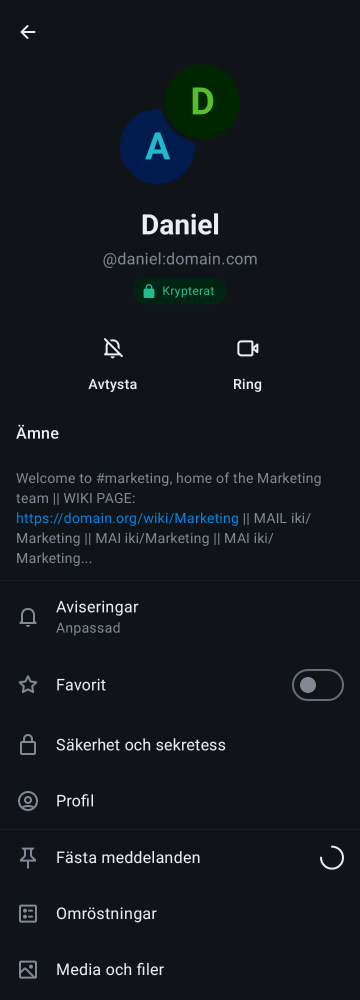 D
A
Daniel
@daniel:domain.com
Krypterat
Avtysta
Ring
Ämne
Welcome to #marketing, home of the Marketing
team || WIKI PAGE:
https://domain.org/wiki/Marketing || MAIL iki/
Marketing || MAI iki/Marketing || MAI iki/
Marketing...
Aviseringar
Anpassad
Favorit
Säkerhet och sekretess
Profil
Fästa meddelanden
Omröstningar
Media och filer